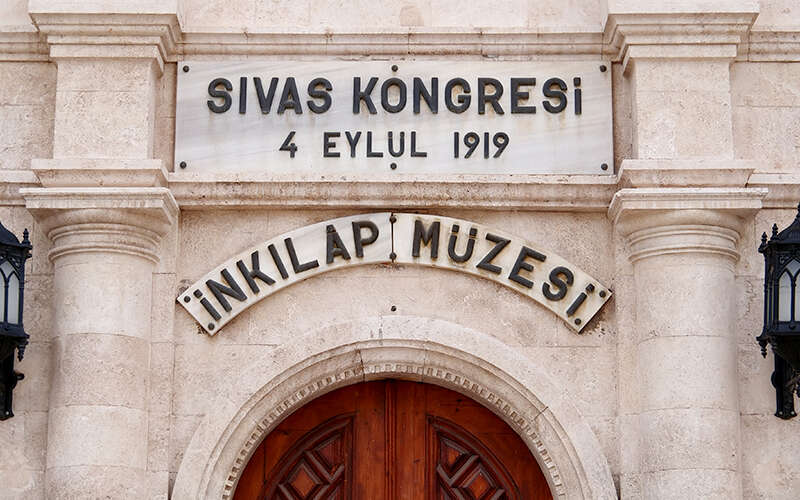 SIVAS KONGRESİ
4 EYLUL 1919
İNKILAP MÜZESİ